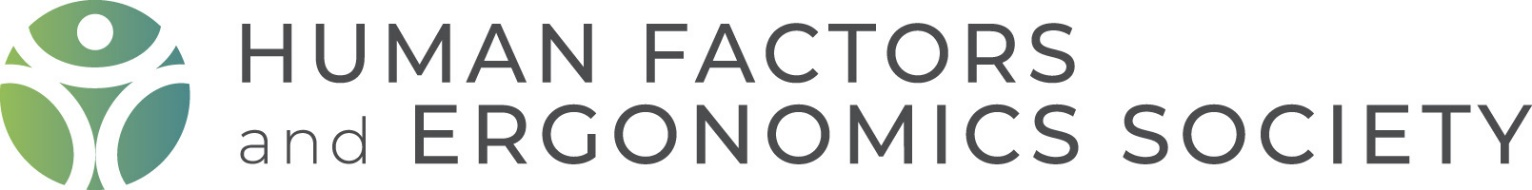 HUMAN FACTORS
and ERGONOMICS SOCIETY